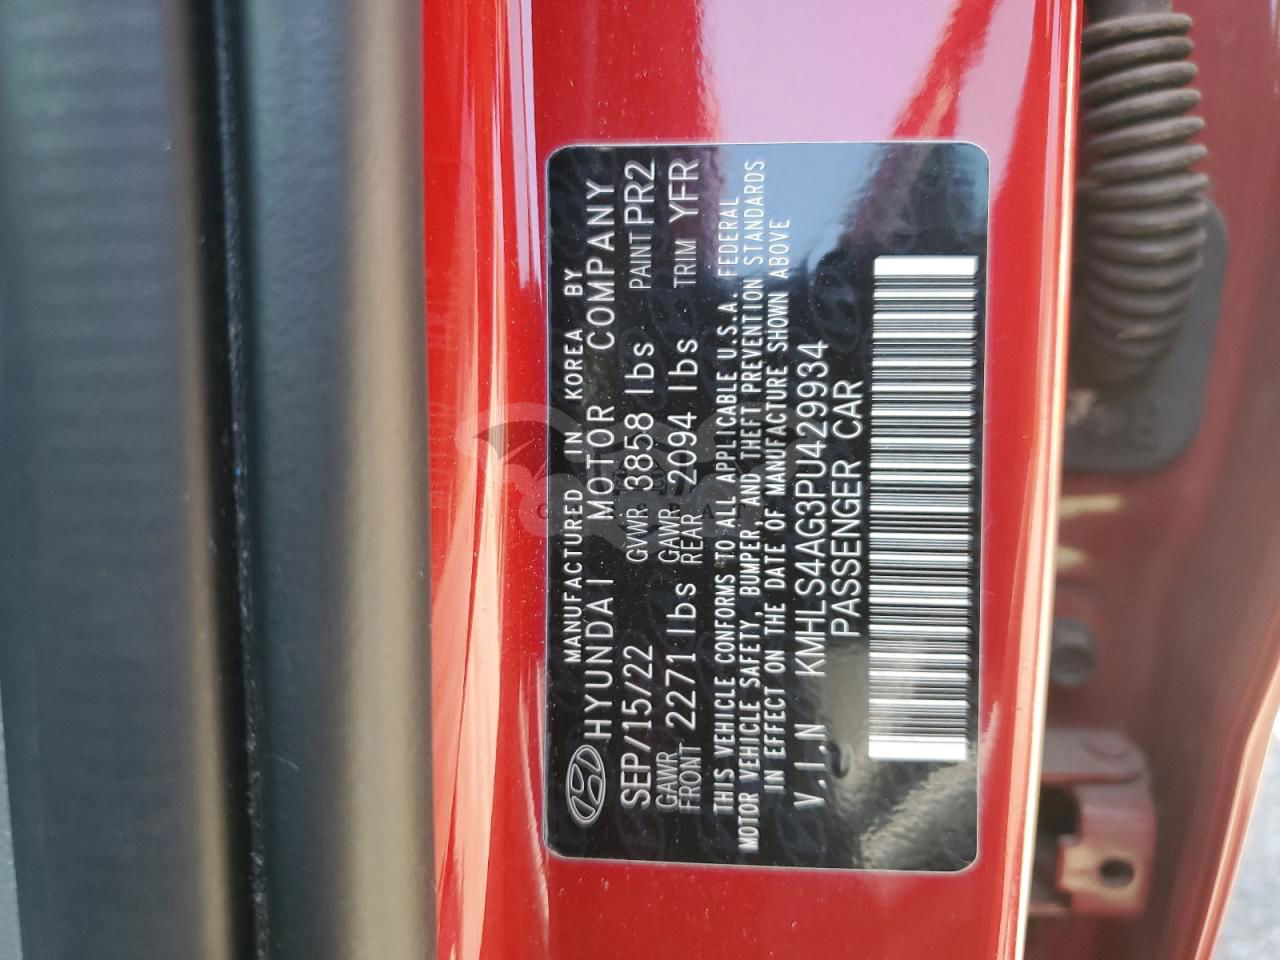 MANUFACTURED IN KOREA BY
HYUNDAI MOTOR COMPANY
SEP/15/22 GVWR 3858 lbs PAINT PR2
GAWR FRONT 2271 lbs GAWR REAR 2094 lbs TRIM YFR
THIS VEHICLE CONFORMS TO ALL APPLICABLE U.S.A. FEDERAL
MOTOR VEHICLE SAFETY, BUMPER, AND THEFT PREVENTION STANDARDS
IN EFFECT ON THE DATE OF MANUFACTURE SHOWN ABOVE
V.I.N KMHLS4AG3PU429934
PASSENGER CAR